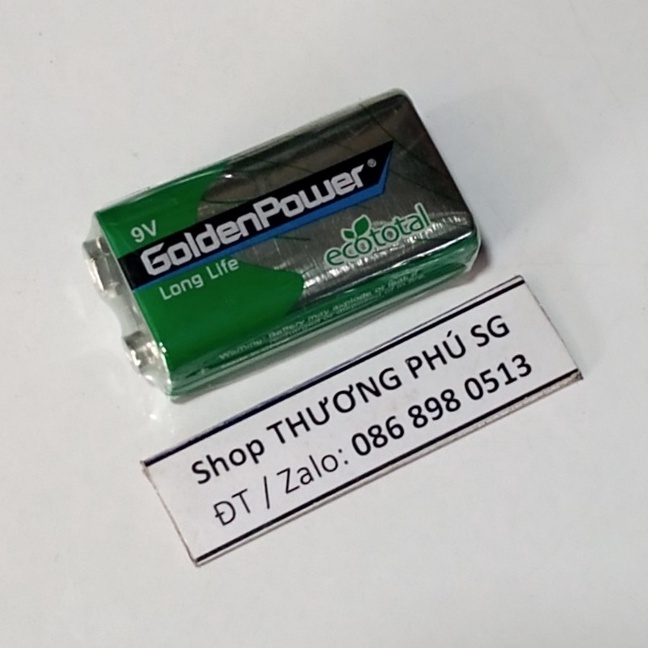 9V
GoldenPower®
Long Life
ecototal
Shop THƯƠNG PHÚ SG
ĐT / Zalo: 086 898 0513